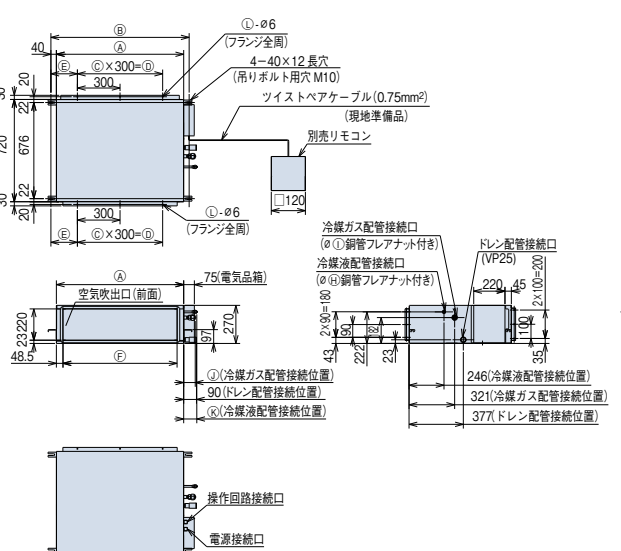 Ⓑ
Ⓛ-ø6
(フランジ全周)
40
Ⓐ
4−40×12 長穴
(吊りボルト用穴 M10)
Ⓔ
Ⓒ×300=Ⓓ
300
ツイストペアケーブル(0.75mm²)
(現地準備品)
別売リモコン
20
22
720
676
22
30
20
□120
300
Ⓛ-ø6
(フランジ全周)
Ⓔ
Ⓒ×300=Ⓓ
冷媒ガス配管接続口
(øⒾ銅管フレアナット付き)
ドレン配管接続口
(VP25)
冷媒液配管接続口
(øⒽ銅管フレアナット付き)
Ⓐ
75(電気品箱)
220
45
空気吹出口(前面)
2×90=180
90
182
222
43
23
2×100=200
100
35
23
220
97
270
48.5
Ⓕ
Ⓙ(冷媒ガス配管接続位置)
90(ドレン配管接続位置)
Ⓚ(冷媒液配管接続位置)
246(冷媒液配管接続位置)
321(冷媒ガス配管接続位置)
377(ドレン配管接続位置)
操作回路接続口
電源接続口